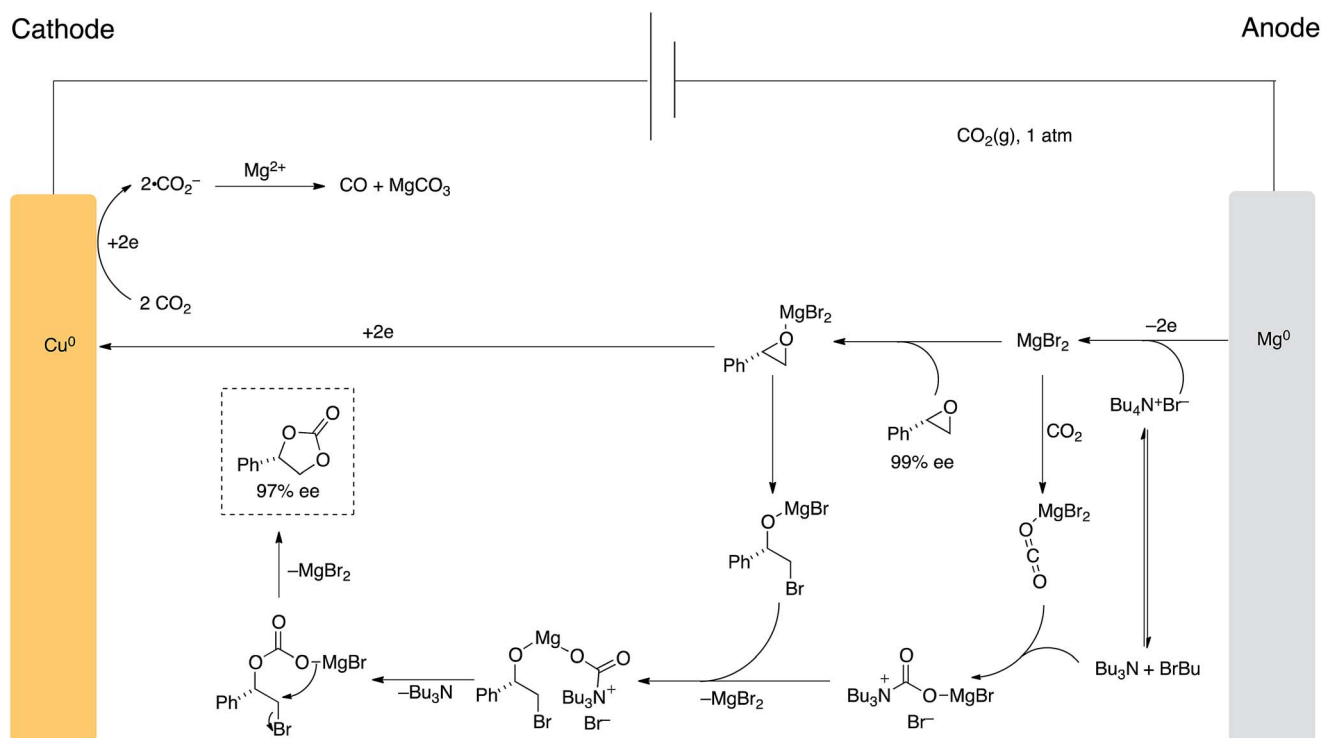 Cathode
Anode
CO₂(g), 1 atm
2•CO₂⁻
Mg²⁺
CO + MgCO₃
+2e
2 CO₂
Cu⁰
+2e
MgBr₂
O
Ph
MgBr₂
–2e
Mg⁰
Bu₄N⁺Br⁻
O
Ph
99% ee
CO₂
O
O
O
Ph
97% ee
MgBr
O
Ph
Br
MgBr₂
O
C
O
–MgBr₂
O
O
O–MgBr
Ph
Br
–Bu₃N
Mg
O
O
O
Ph
Bu₃N⁺
Br
Br⁻
–MgBr₂
O
Bu₃N⁺
O–MgBr
Br⁻
Bu₃N + BrBu